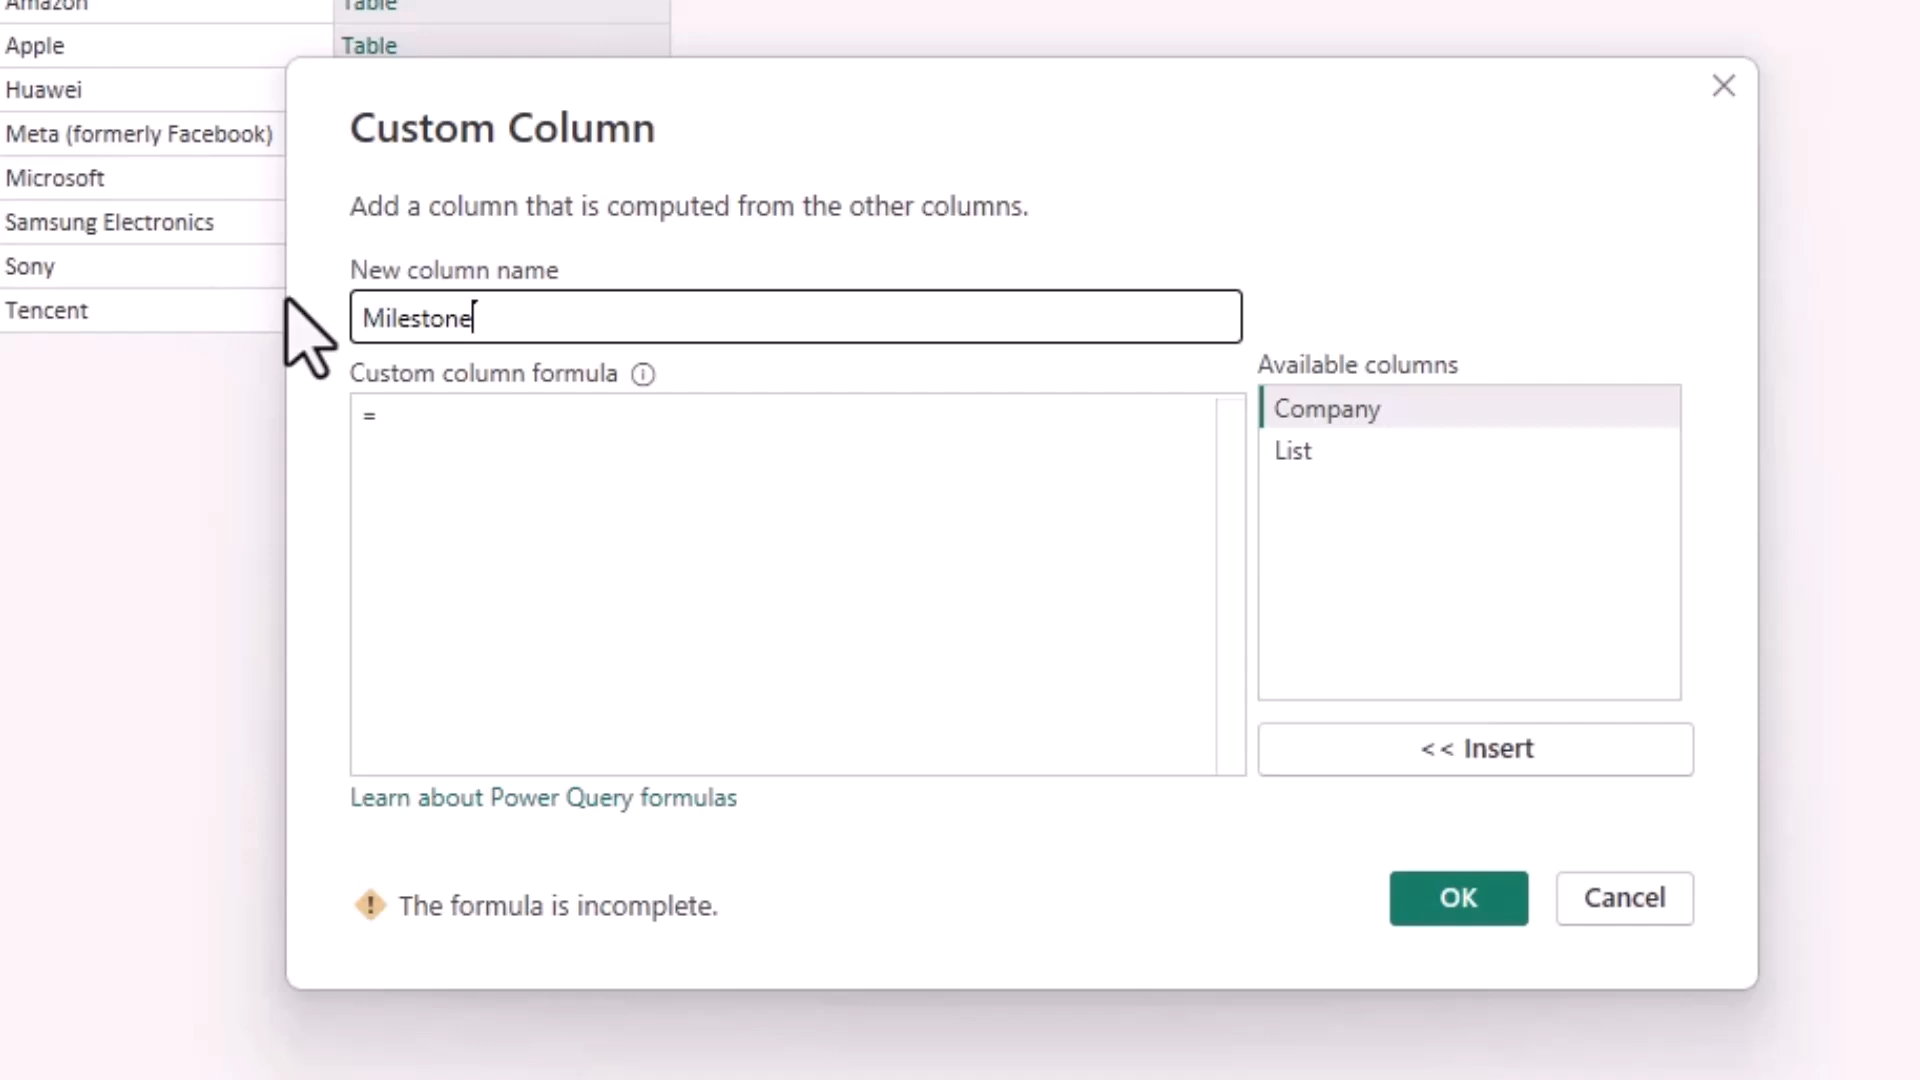 Amazon Table
Apple Table
Huawei
Meta (formerly Facebook)
Microsoft
Samsung Electronics
Sony
Tencent
Custom Column
Add a column that is computed from the other columns.
New column name
Milestone
Custom column formula
=
Available columns
Company
List
<< Insert
Learn about Power Query formulas
The formula is incomplete.
OK
Cancel